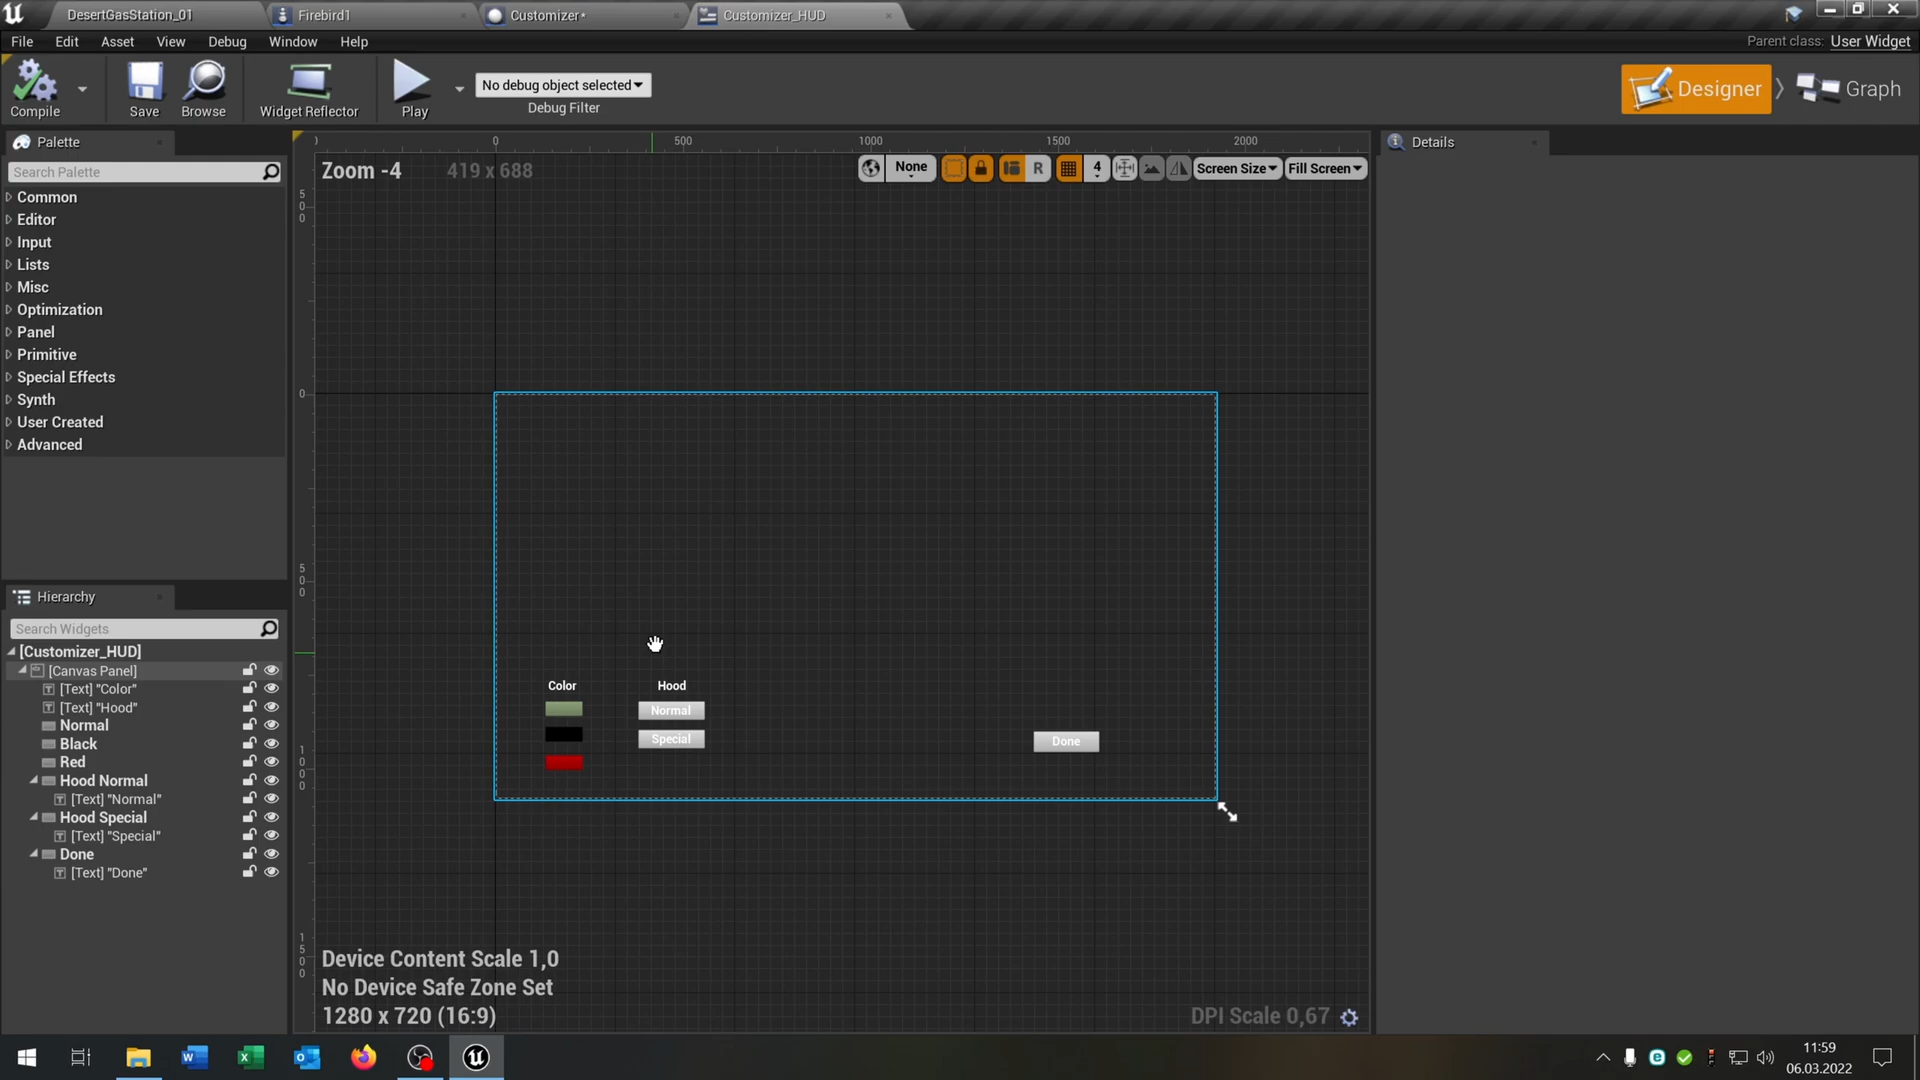 DesertGasStation_01
Firebird1
Customizer*
Customizer_HUD
File
Edit
Asset
View
Debug
Window
Help
Parent class: User Widget
Compile
Save
Browse
Widget Reflector
Play
No debug object selected
Debug Filter
Designer
Graph
Palette
Search Palette
Common
Editor
Input
Lists
Misc
Optimization
Panel
Primitive
Special Effects
Synth
User Created
Advanced
Hierarchy
Search Widgets
[Customizer_HUD]
[Canvas Panel]
[Text] "Color"
[Text] "Hood"
Normal
Black
Red
Hood Normal
[Text] "Normal"
Hood Special
[Text] "Special"
Done
[Text] "Done"
0
500
1000
1500
2000
Zoom -4
419 x 688
None
R
4
Screen Size
Fill Screen
500
0
500
1000
1500
Color
Hood
Normal
Special
Done
Device Content Scale 1,0
No Device Safe Zone Set
1280 x 720 (16:9)
DPI Scale 0,67
Details
11:59
06.03.2022